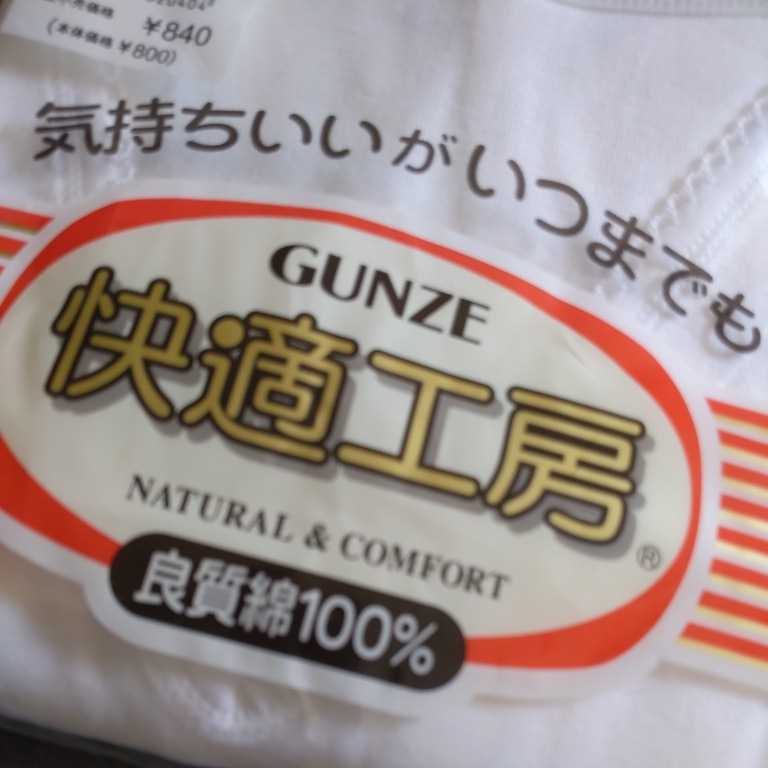 ¥840
(本体価格 ¥800)
気持ちいいがいつまでも
GUNZE
快適工房
®
NATURAL & COMFORT
良質綿100%